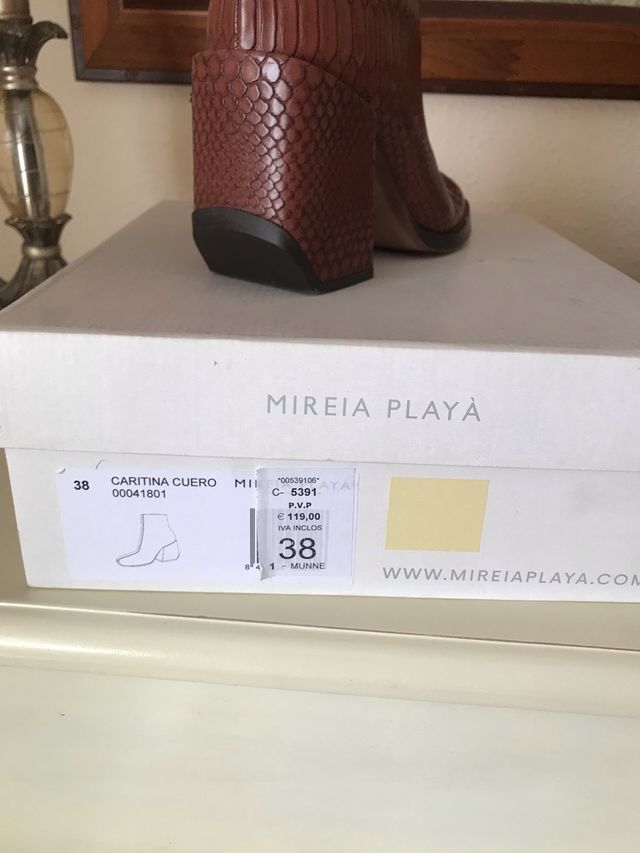 MIREIA PLAYÀ
38 CARITINA CUERO
00041801
*00539106*
C- 5391
P.V.P
€ 119,00
IVA INCLOS
38
MUNNE
WWW.MIREIAPLAYA.COM